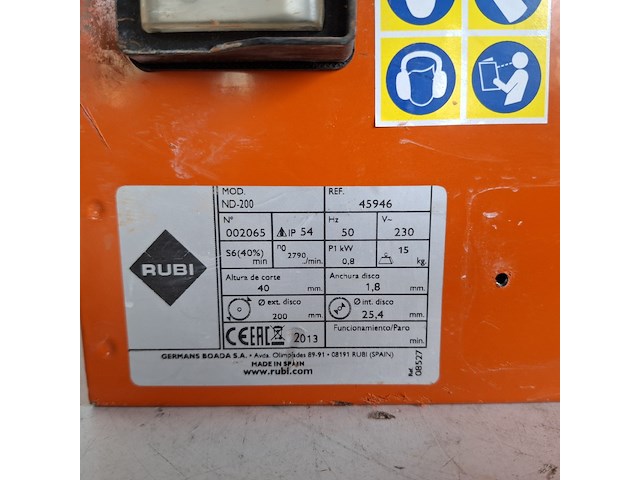 MOD.
ND-200
REF.
45946
N°
002065
IP 54
Hz
50
V~
230
S6(40%)
min
n0
2790 ./min.
P1 kW
0,8
15
kg.
RUBI
Altura de corte
40 mm.
Anchura disco
1,8 mm.
Ø ext. disco
200 mm.
Ø int. disco
25,4 mm.
CE EAC 2013
Funcionamiento/Paro
min.
GERMANS BOADA S.A. • Avda. Olimpiades 89-91 • 08191 RUBI (SPAIN)
MADE IN SPAIN
www.rubi.com
Ref. 08527